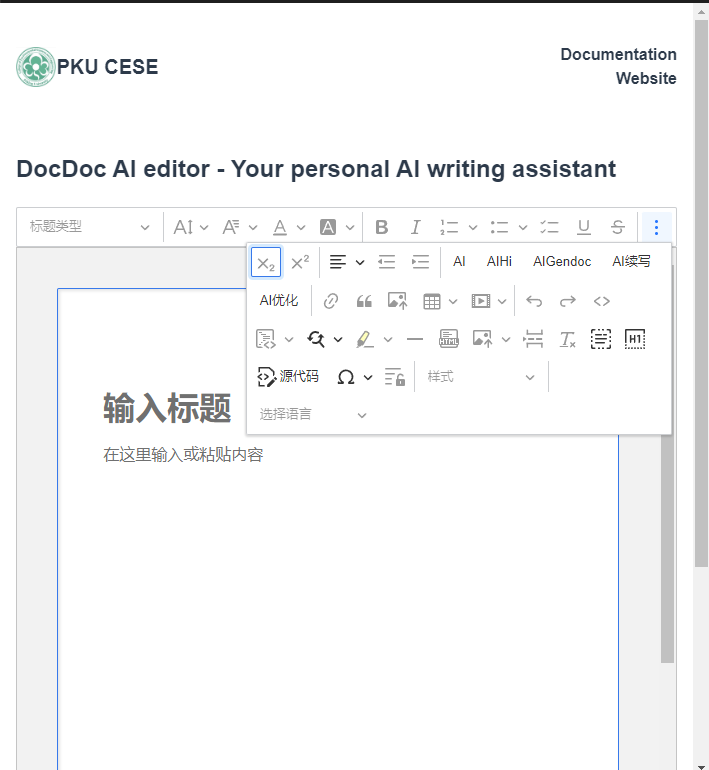 PKU CESE
Documentation
Website
DocDoc AI editor - Your personal AI writing assistant
标题类型
AI AIHi AIGendoc AI续写
AI优化
HTML H1
源代码 样式
选择语言
输入标题
在这里输入或粘贴内容